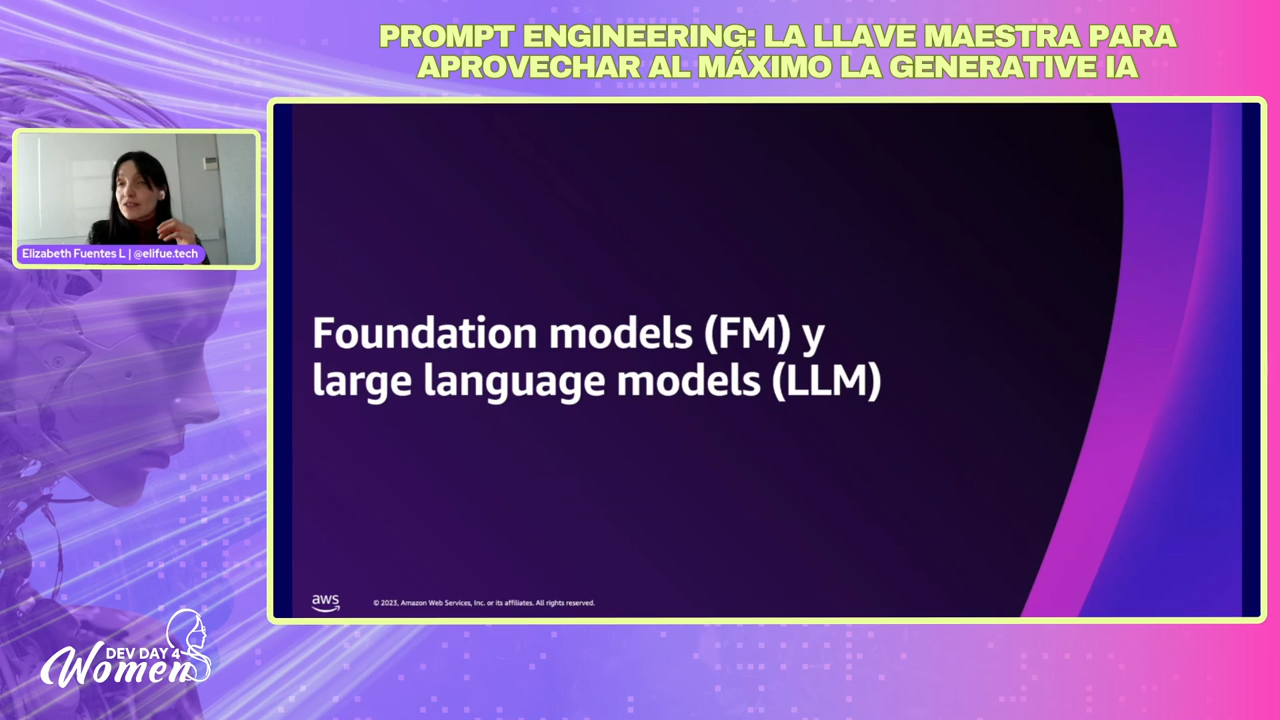 PROMPT ENGINEERING: LA LLAVE MAESTRA PARA
APROVECHAR AL MÁXIMO LA GENERATIVE IA
Elizabeth Fuentes L | @elifue.tech
Foundation models (FM) y
large language models (LLM)
aws
© 2023, Amazon Web Services, Inc. or its affiliates. All rights reserved.
DEV DAY 4
Women